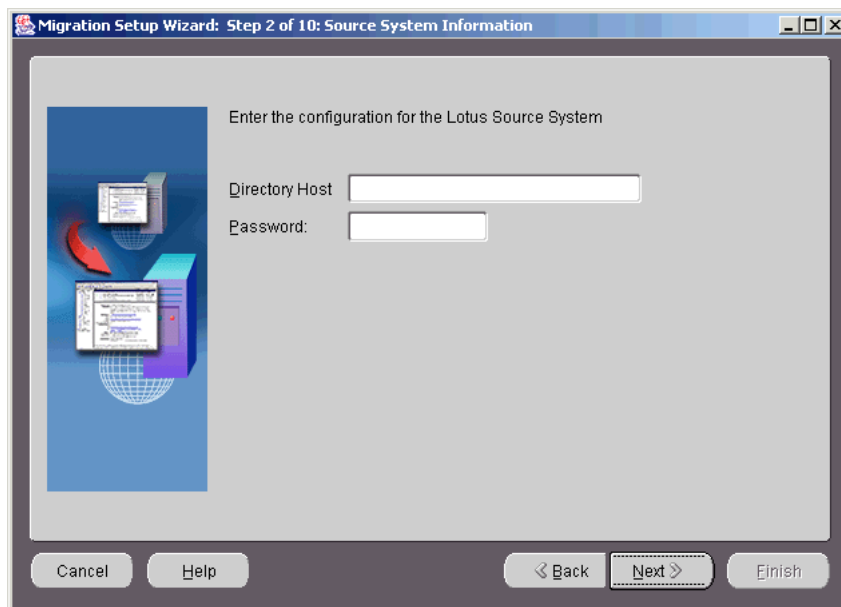 Migration Setup Wizard: Step 2 of 10: Source System Information
Enter the configuration for the Lotus Source System
Directory Host
Password:
Cancel
Help
Back
Next
Finish